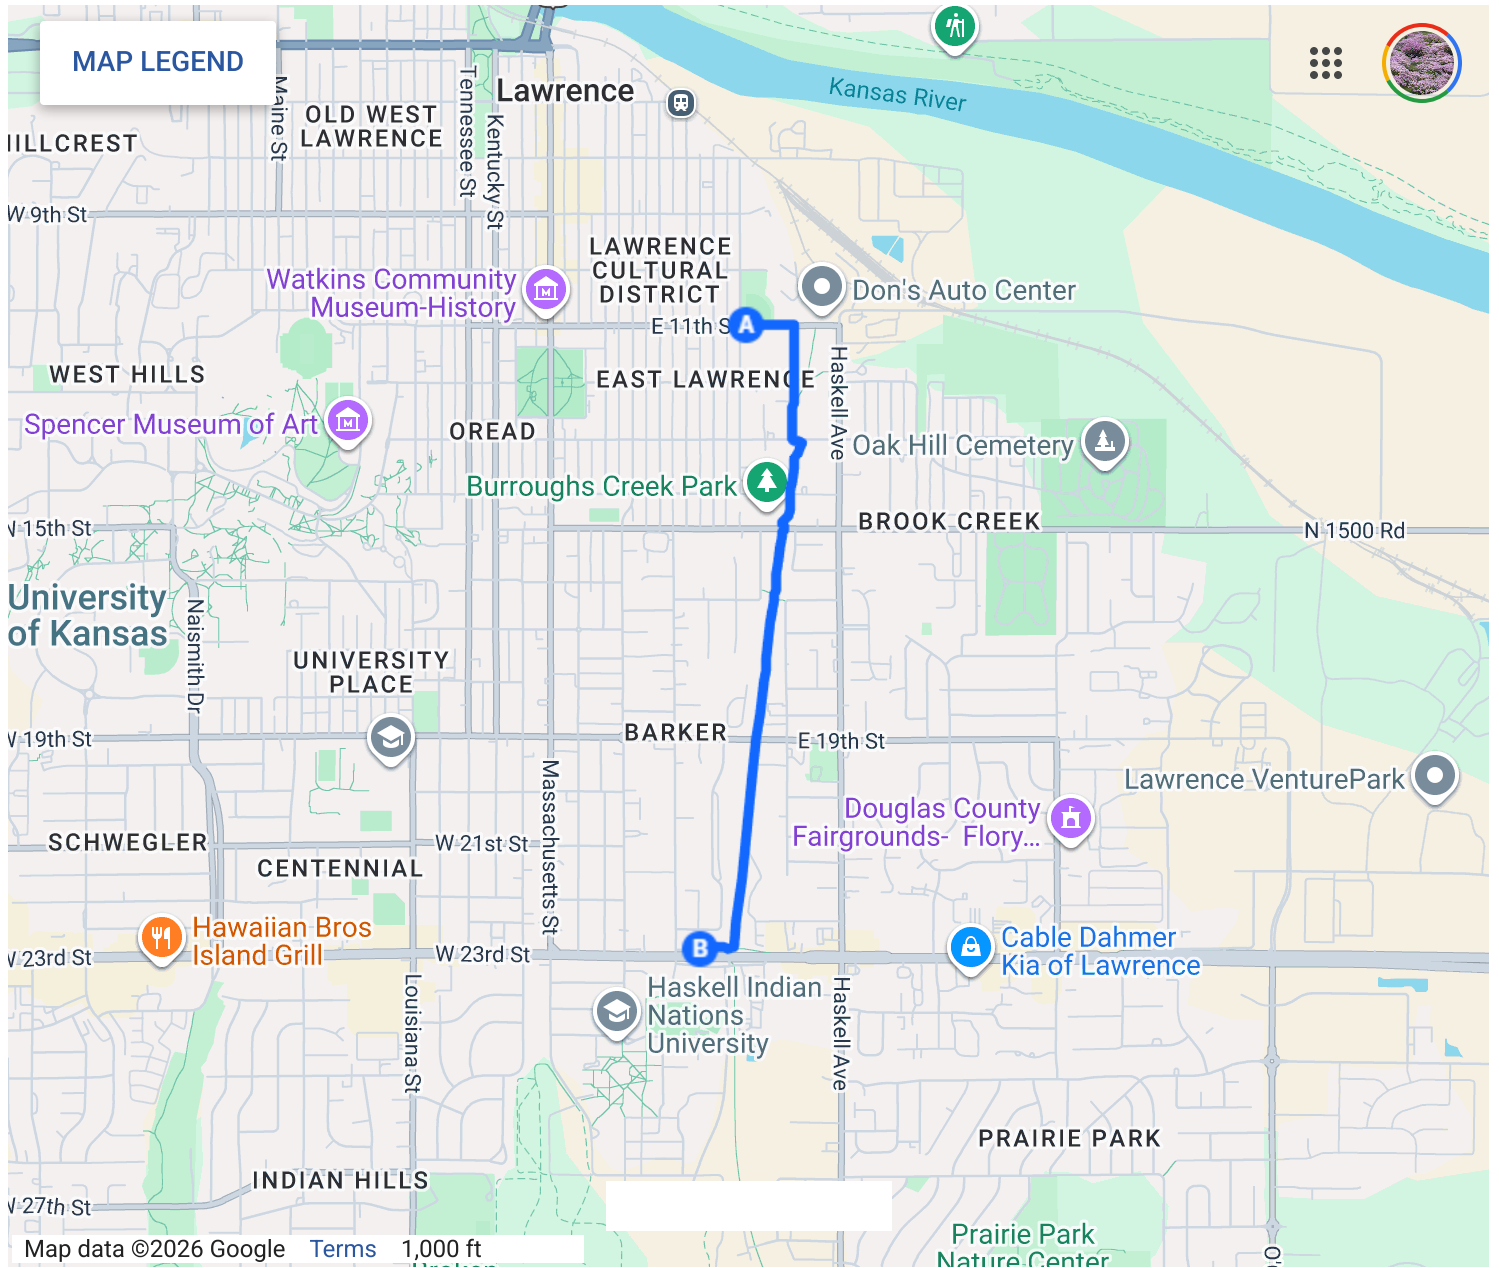 MAP LEGEND
Lawrence
Kansas River
Maine St
Tennessee St
Kentucky St
OLD WEST
LAWRENCE
HILLCREST
W 9th St
LAWRENCE
CULTURAL
DISTRICT
Watkins Community
Museum-History
Don's Auto Center
E 11th St
A
WEST HILLS
EAST LAWRENCE
Haskell Ave
Spencer Museum of Art
OREAD
Oak Hill Cemetery
Burroughs Creek Park
W 15th St
BROOK CREEK
N 1500 Rd
University
of Kansas
Naismith Dr
UNIVERSITY
PLACE
BARKER
W 19th St
E 19th St
Massachusetts St
Lawrence VenturePark
Douglas County
Fairgrounds- Flory...
SCHWEGLER
W 21st St
CENTENNIAL
Hawaiian Bros
Island Grill
W 23rd St
W 23rd St
B
Cable Dahmer
Kia of Lawrence
Louisiana St
Haskell Indian
Nations
University
Haskell Ave
PRAIRIE PARK
INDIAN HILLS
W 27th St
Prairie Park
Nature Center
Map data ©2026 Google Terms 1,000 ft